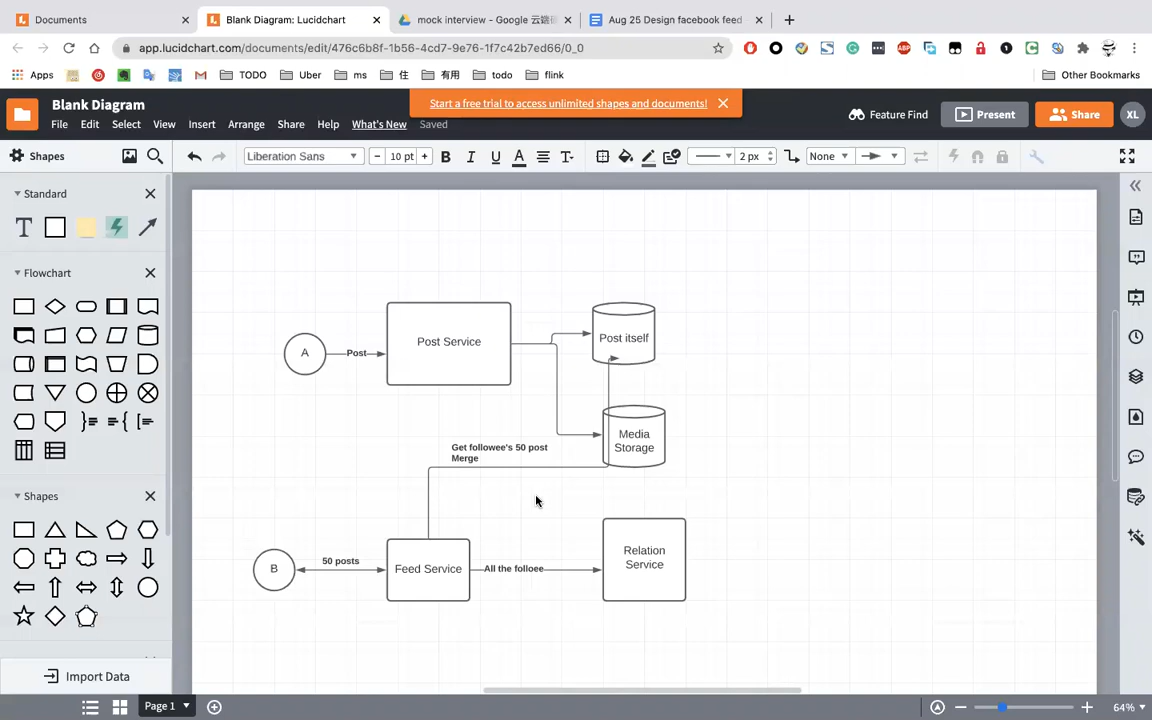 Documents
Blank Diagram: Lucidchart
mock interview - Google 云端
Aug 25 Design facebook feed
app.lucidchart.com/documents/edit/476c6b8f-1b56-4cd7-9e76-1f7c42b7ed66/0_0
Apps
TODO
Uber
ms
住
有用
todo
flink
Other Bookmarks
Blank Diagram
Start a free trial to access unlimited shapes and documents!
File Edit Select View Insert Arrange Share Help What's New Saved
Feature Find
Present
Share
XL
Shapes
Liberation Sans
10 pt
2 px
None
Standard
Flowchart
Shapes
Import Data
A
Post
Post Service
Post itself
Media
Storage
Get followee's 50 post
Merge
B
50 posts
Feed Service
All the folloee
Relation
Service
Page 1
64%